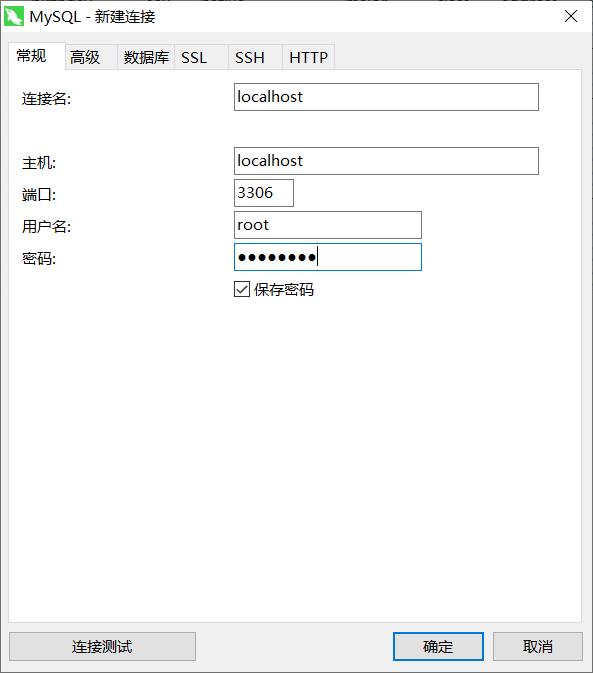 MySQL - 新建连接
常规 高级 数据库 SSL SSH HTTP
连接名: localhost
主机: localhost
端口: 3306
用户名: root
密码: ●●●●●●●●
保存密码
连接测试 确定 取消